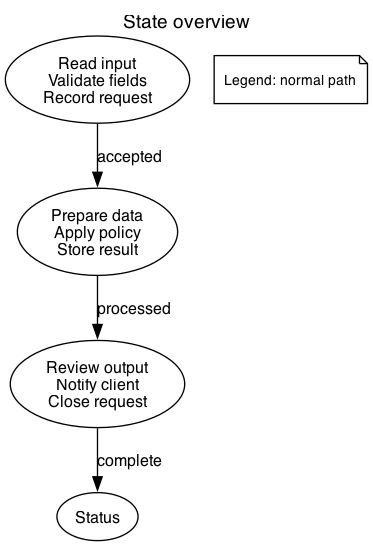 State overview
Read input
Validate fields
Record request
Legend: normal path
accepted
Prepare data
Apply policy
Store result
processed
Review output
Notify client
Close request
complete
Status